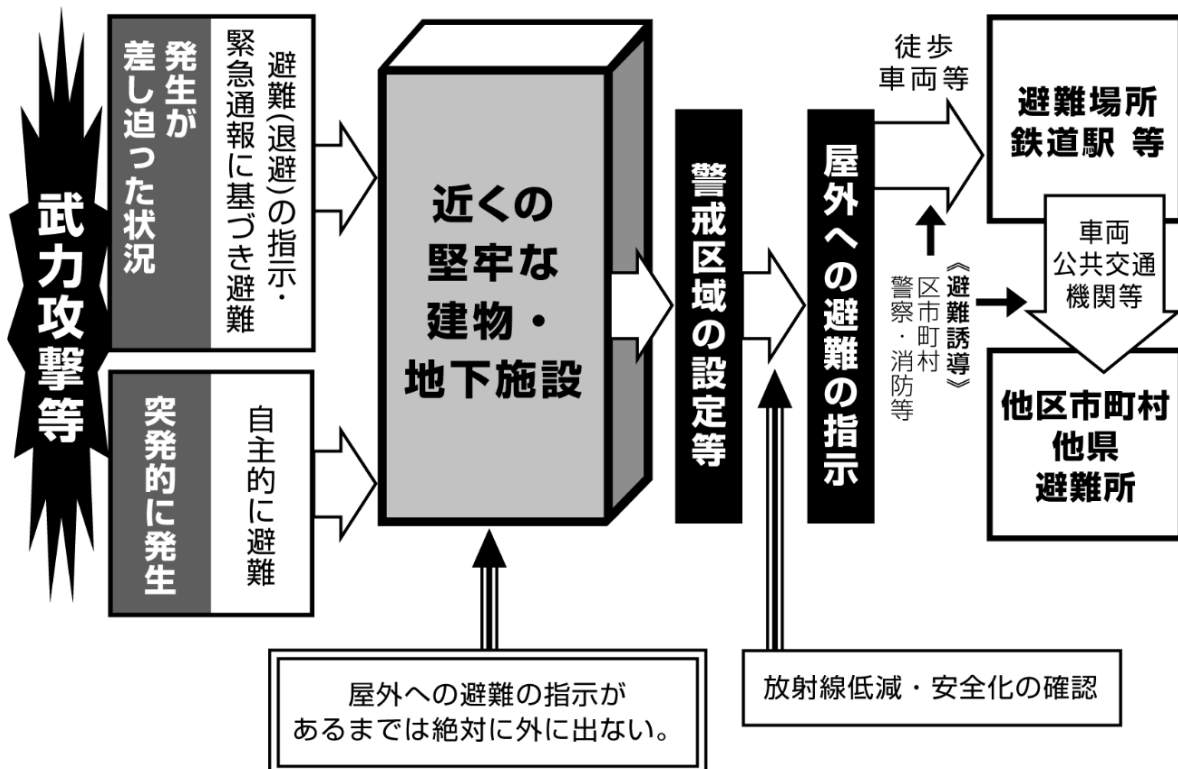 武力攻撃等
発生が
差し迫った状況
避難(退避)の指示・
緊急通報に基づき避難
突発的に発生
自主的に避難
近くの
堅牢な
建物・
地下施設
屋外への避難の指示が
あるまでは絶対に外に出ない。
警戒区域の設定等
放射線低減・安全化の確認
屋外への避難の指示
徒歩
車両等
《避難誘導》
区市町村
警察・消防等
避難場所
鉄道駅 等
車両
公共交通
機関等
他区市町村
他県
避難所